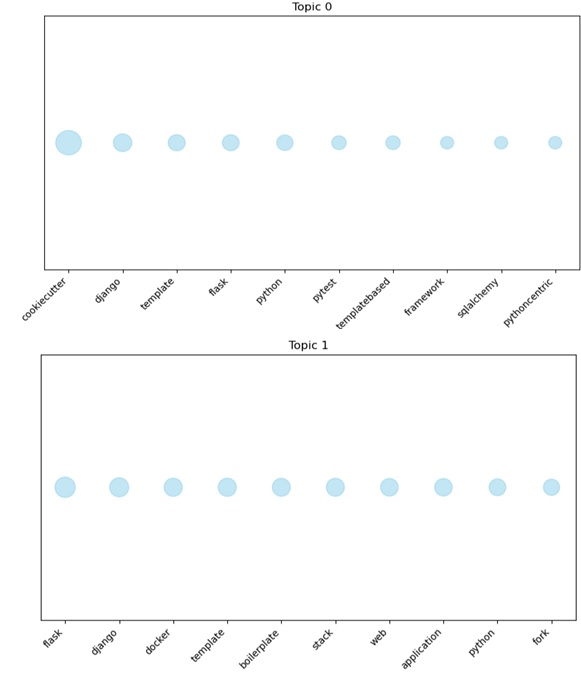 Topic 0
cookiecutter
django
template
flask
python
pytest
templatebased
framework
sqlalchemy
pythoncentric
Topic 1
flask
django
docker
template
boilerplate
stack
web
application
python
fork